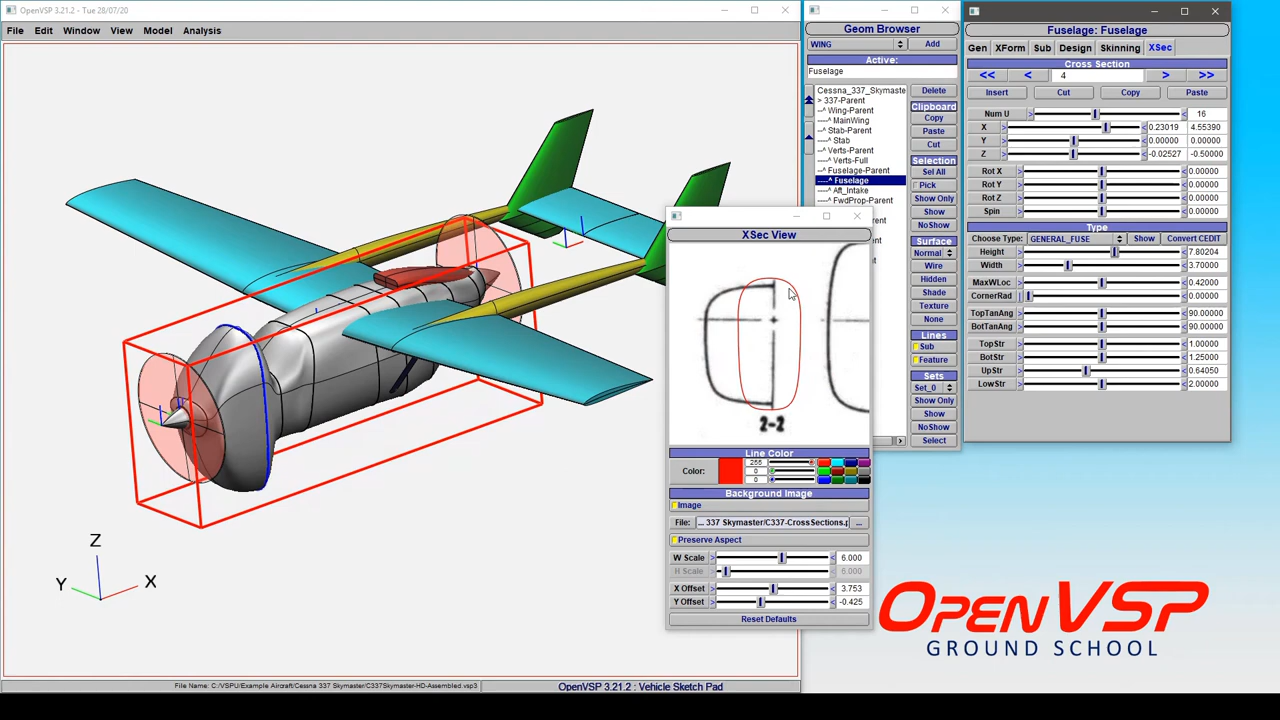 OpenVSP 3.21.2 - Tue 28/07/20
File Edit Window View Model Analysis
Z
Y
X
File Name: C:/VSPU/Example Aircraft/Cessna 337 Skymaster/C337Skymaster-HD-Assembled.vsp3
OpenVSP 3.21.2 : Vehicle Sketch Pad
Geom Browser
WING Add
Active:
Fuselage
Cessna_337_Skymaste
> 337-Parent
--^ Wing-Parent
----^ MainWing
--^ Stab-Parent
----^ Stab
--^ Verts-Parent
----^ Verts-Full
--^ Fuselage-Parent
----^ Fuselage
----^ Aft_Intake
----^ FwdProp-Parent
Delete
Clipboard
Copy
Paste
Cut
Selection
Sel All
Pick
Show Only
Show
NoShow
Surface
Normal
Wire
Hidden
Shade
Texture
None
Lines
Sub
Feature
Sets
Set_0
Show Only
Show
NoShow
Select
XSec View
2-2
Line Color
Color: 255
0
0
Background Image
Image
File: ... 337 Skymaster/C337-CrossSections.p ...
Preserve Aspect
W Scale > < 6.000
H Scale > < 6.000
X Offset > < 3.753
Y Offset > < -0.425
Reset Defaults
Fuselage: Fuselage
Gen XForm Sub Design Skinning XSec
Cross Section
<< < 4 > >>
Insert Cut Copy Paste
Num U > < 16
X > < 0.23019 4.55390
Y > < 0.00000 0.00000
Z > < -0.02527 -0.50000
Rot X > < 0.00000
Rot Y > < 0.00000
Rot Z > < 0.00000
Spin > < 0.00000
Type
Choose Type: GENERAL_FUSE Show Convert CEDIT
Height > < 7.80204
Width > < 3.70000
MaxWLoc > < 0.42000
CornerRad | < 0.00000
TopTanAng > < 90.00000
BotTanAng > < 90.00000
TopStr > < 1.00000
BotStr > < 1.25000
UpStr > < 0.64050
LowStr > < 2.00000
OPENVSP
GROUND SCHOOL